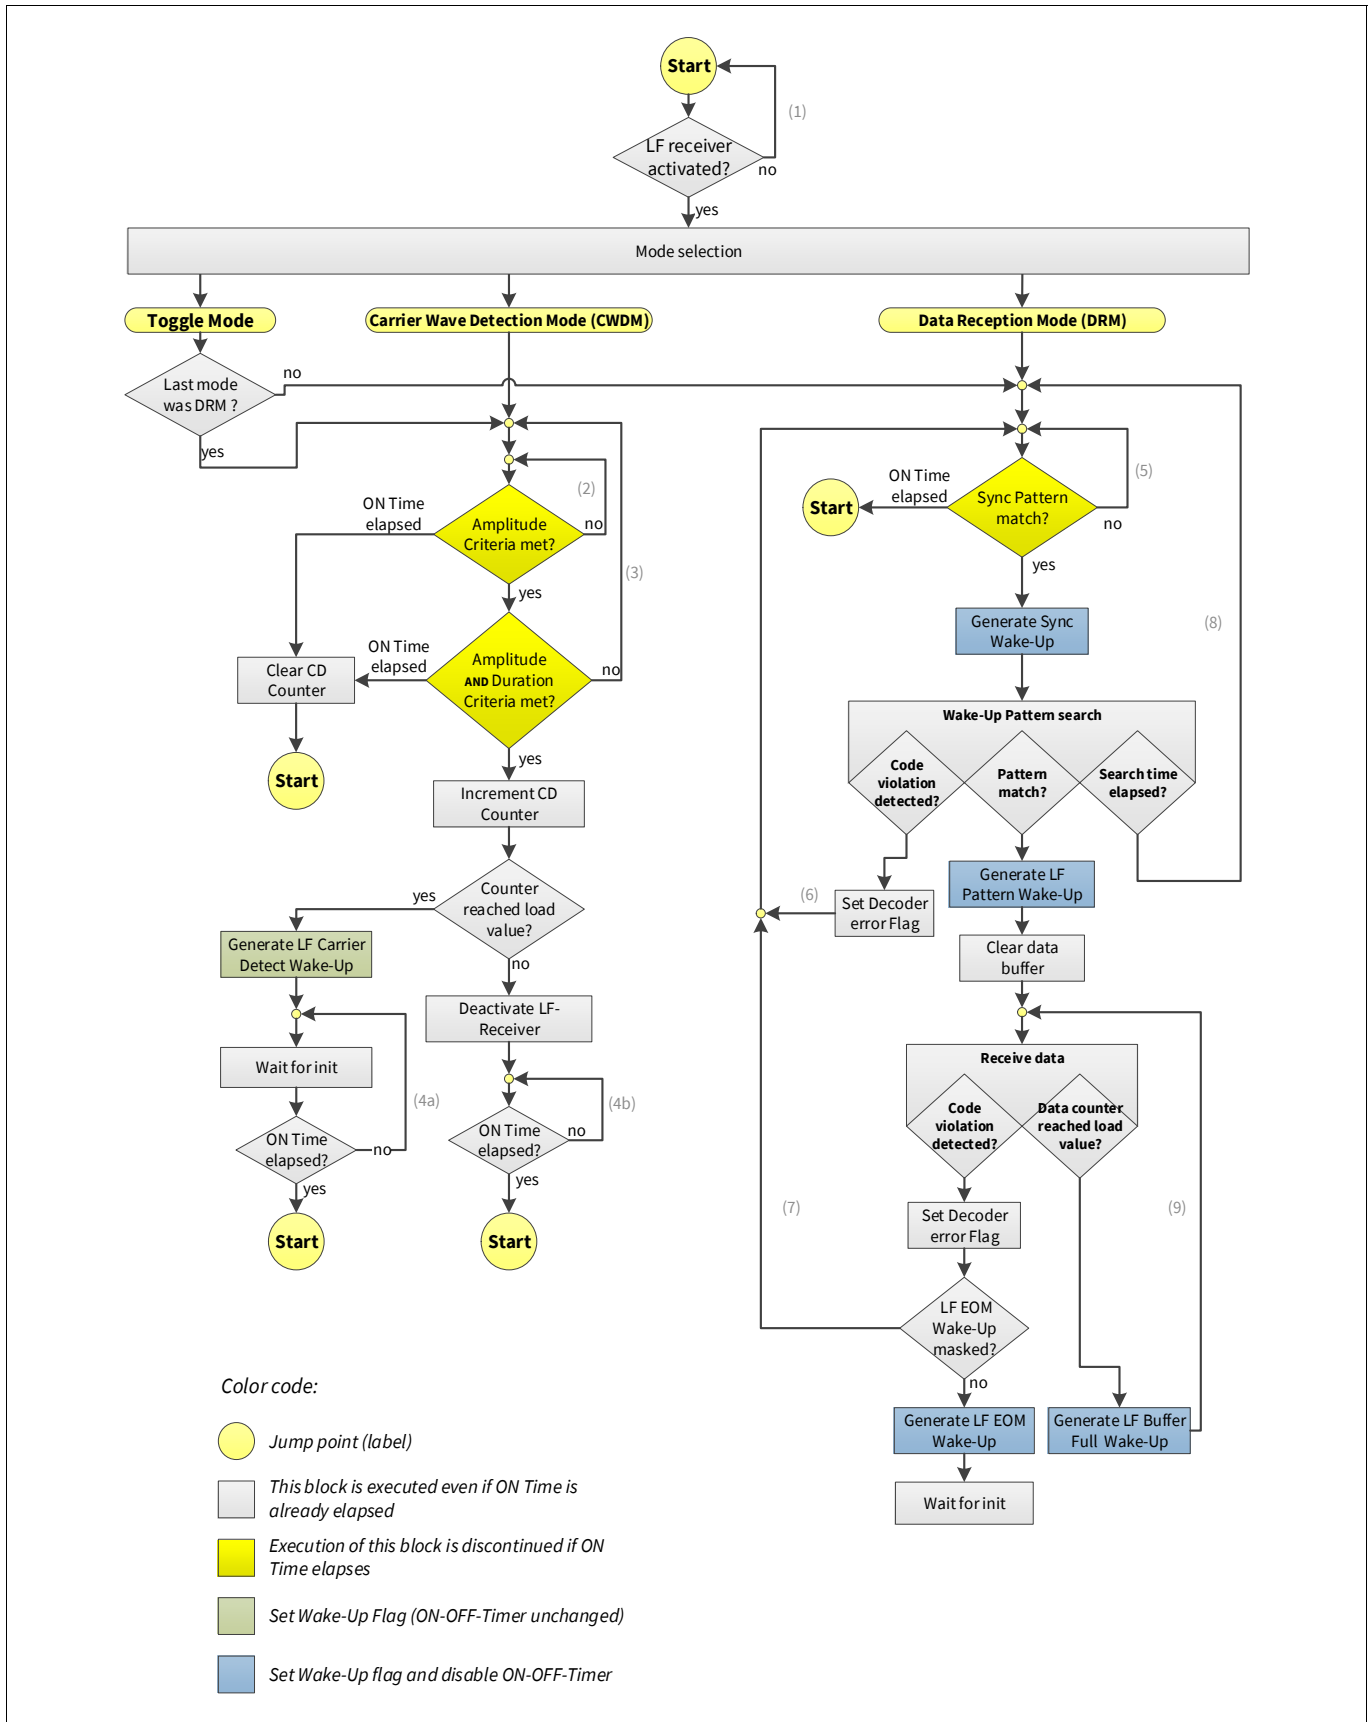 Start
(1)
LF receiver
activated?
no
yes
Mode selection
Toggle Mode
Carrier Wave Detection Mode (CWDM)
Data Reception Mode (DRM)
Last mode
was DRM ?
no
yes
(2)
ON Time
elapsed
Amplitude
Criteria met?
no
yes
(3)
ON Time
elapsed
Amplitude
AND Duration
Criteria met?
no
yes
Clear CD
Counter
Start
Increment CD
Counter
Counter
reached load
value?
yes
no
Generate LF Carrier
Detect Wake-Up
Wait for init
(4a)
ON Time
elapsed?
no
yes
Start
Deactivate LF-
Receiver
(4b)
ON Time
elapsed?
no
yes
Start
(5)
ON Time
elapsed
Start
Sync Pattern
match?
no
yes
Generate Sync
Wake-Up
(8)
Wake-Up Pattern search
Code
violation
detected?
Pattern
match?
Search time
elapsed?
(6)
Set Decoder
error Flag
Generate LF
Pattern Wake-Up
Clear data
buffer
Receive data
Code
violation
detected?
Data counter
reached load
value?
(7)
(9)
Set Decoder
error Flag
LF EOM
Wake-Up
masked?
no
Generate LF EOM
Wake-Up
Generate LF Buffer
Full Wake-Up
Wait for init
Color code:
Jump point (label)
This block is executed even if ON Time is
already elapsed
Execution of this block is discontinued if ON
Time elapses
Set Wake-Up Flag (ON-OFF-Timer unchanged)
Set Wake-Up flag and disable ON-OFF-Timer